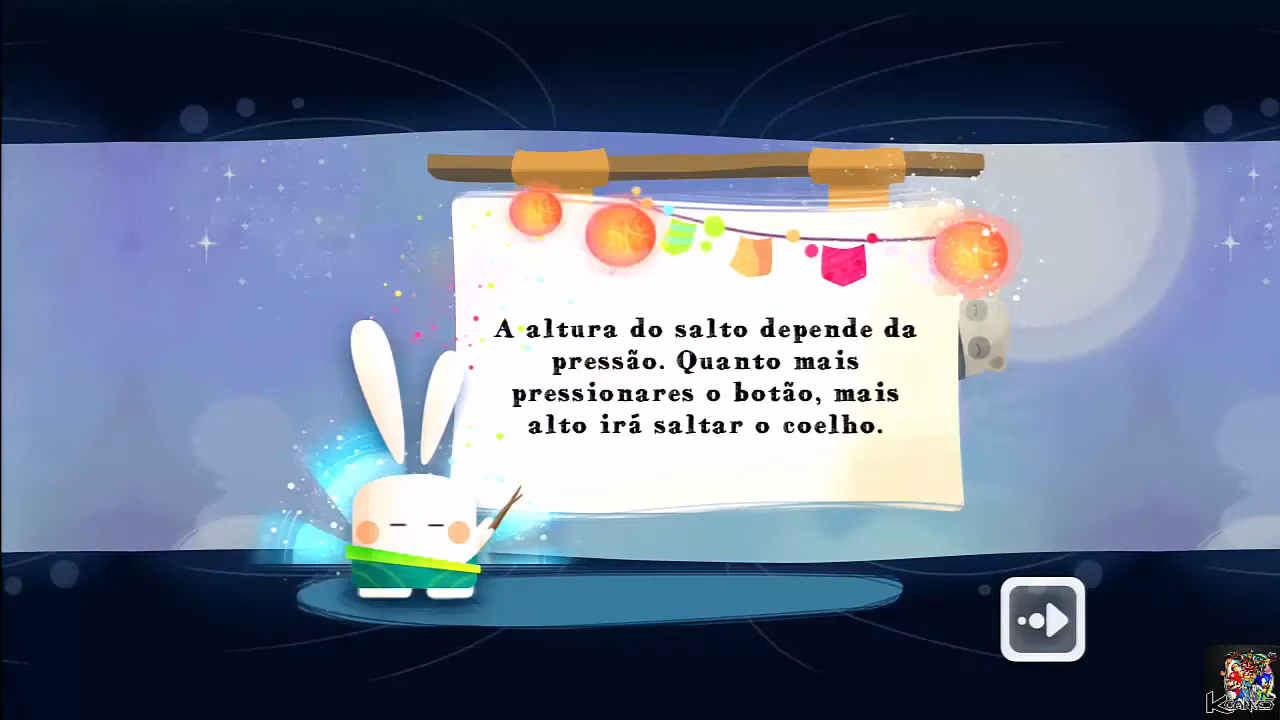 A altura do salto depende da
pressão. Quanto mais
pressionares o botão, mais
alto irá saltar o coelho.